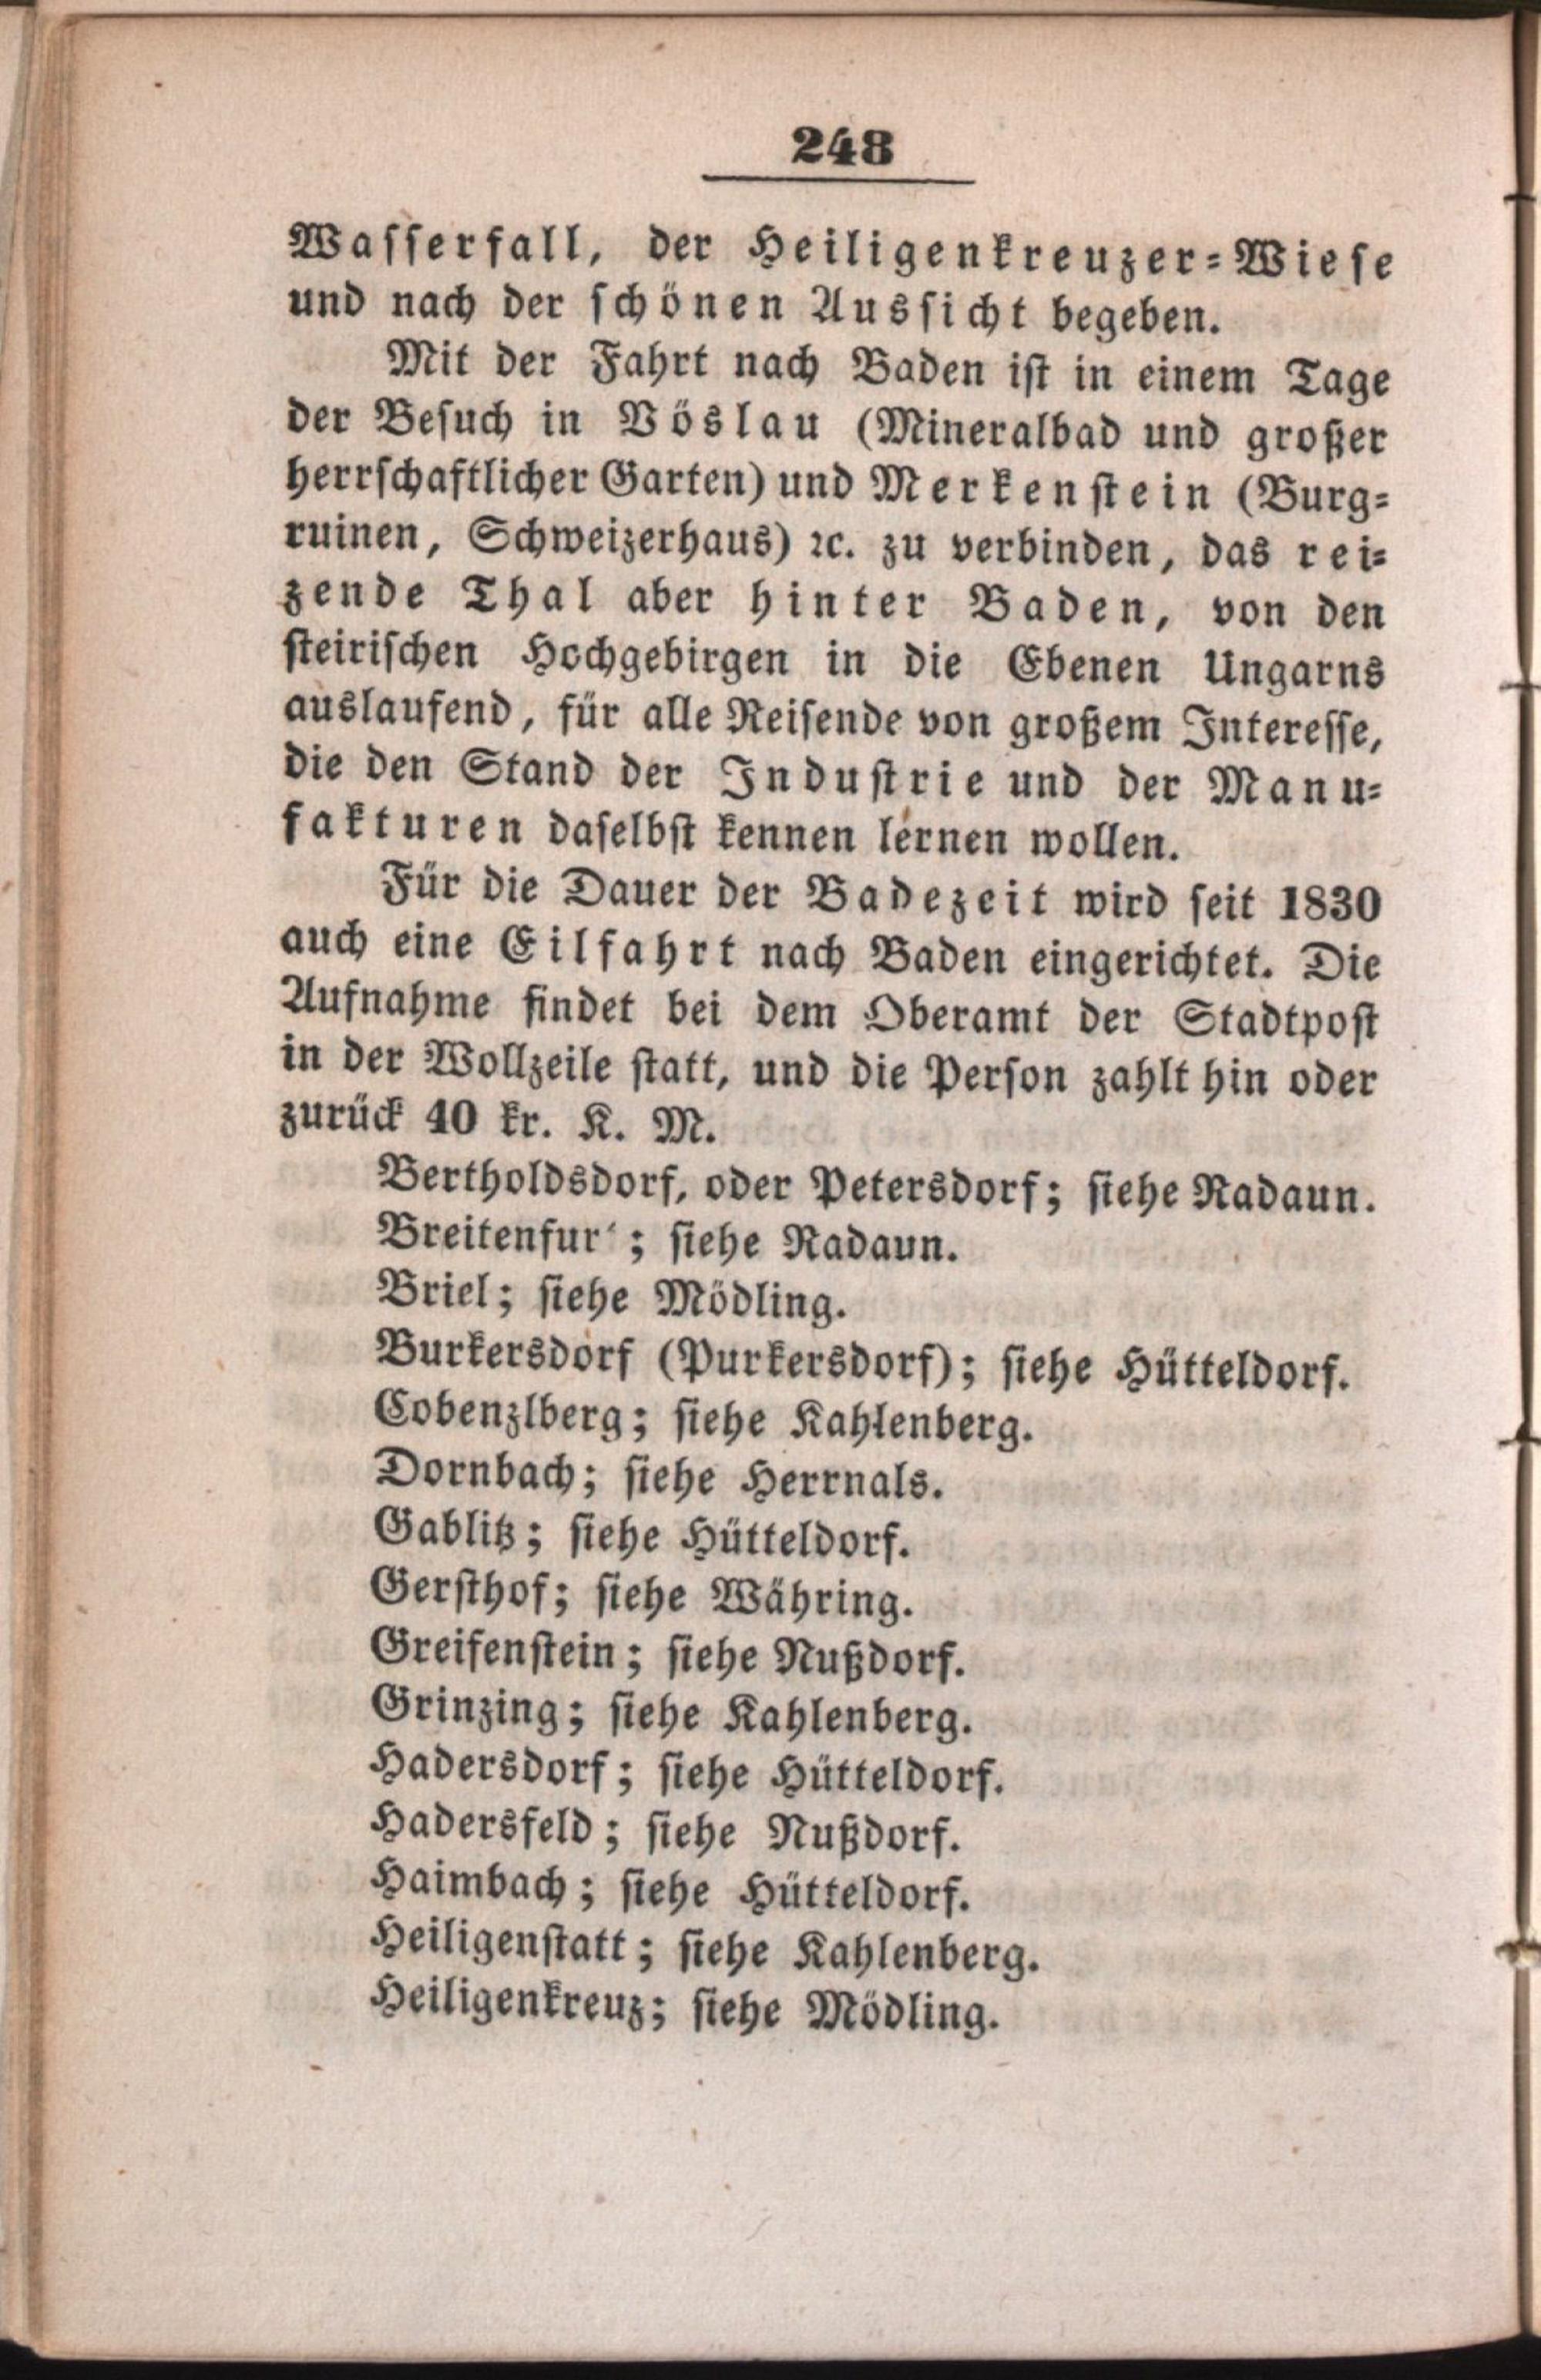 248
Wasserfall, der Heiligenkreuzer-Wiese
und nach der schönen Aussicht begeben.
Mit der Fahrt nach Baden ist in einem Tage
der Besuch in Vöslau (Mineralbad und großer
herrschaftlicher Garten) und Merkenstein (Burg-
ruinen, Schweizerhaus) ꝛc. zu verbinden, das rei-
zende Thal aber hinter Baden, von den
steirischen Hochgebirgen in die Ebenen Ungarns
auslaufend, für alle Reisende von großem Interesse,
die den Stand der Industrie und der Manu-
fakturen daselbst kennen lernen wollen.
Für die Dauer der Badezeit wird seit 1830
auch eine Eilfahrt nach Baden eingerichtet. Die
Aufnahme findet bei dem Oberamt der Stadtpost
in der Wollzeile statt, und die Person zahlt hin oder
zurück 40 kr. K. M.
Bertholdsdorf, oder Petersdorf; siehe Radaun.
Breitenfur'; siehe Radaun.
Briel; siehe Mödling.
Burkersdorf (Purkersdorf); siehe Hütteldorf.
Cobenzlberg; siehe Kahlenberg.
Dornbach; siehe Herrnals.
Gablitz; siehe Hütteldorf.
Gersthof; siehe Währing.
Greifenstein; siehe Nußdorf.
Grinzing; siehe Kahlenberg.
Hadersdorf; siehe Hütteldorf.
Hadersfeld; siehe Nußdorf.
Haimbach; siehe Hütteldorf.
Heiligenstatt; siehe Kahlenberg.
Heiligenkreuz; siehe Mödling.